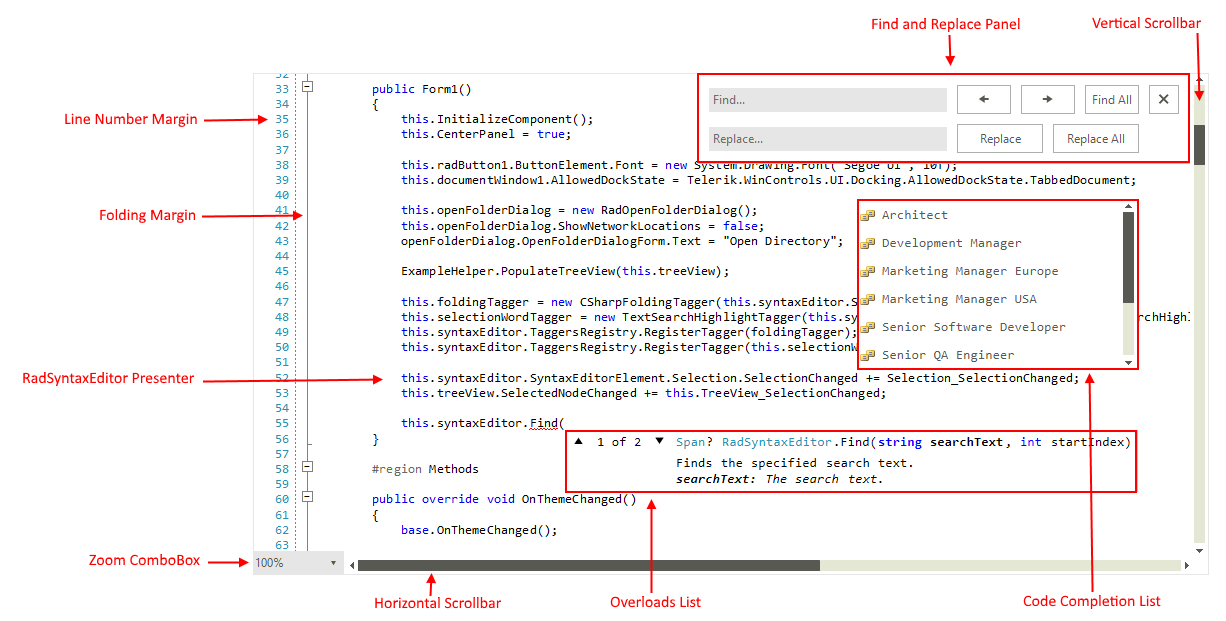 Find and Replace Panel
Vertical Scrollbar
32
33 public Form1()
Find...
Find All
34 {
Line Number Margin
35 this.InitializeComponent();
36 this.CenterPanel = true;
Replace...
Replace
Replace All
37
38 this.radButton1.ButtonElement.Font = new System.Drawing.Font("Segoe UI", 10f);
39 this.documentWindow1.AllowedDockState = Telerik.WinControls.UI.Docking.AllowedDockState.TabbedDocument;
40
Folding Margin
41 this.openFolderDialog = new RadOpenFolderDialog();
42 this.openFolderDialog.ShowNetworkLocations = false;
43 openFolderDialog.OpenFolderDialogForm.Text = "Open Directory";
44
45 ExampleHelper.PopulateTreeView(this.treeView);
46
47 this.foldingTagger = new CSharpFoldingTagger(this.syntaxEditor.S
48 this.selectionWordTagger = new TextSearchHighlightTagger(this.sy rchHighl
49 this.syntaxEditor.TaggersRegistry.RegisterTagger(foldingTagger);
50 this.syntaxEditor.TaggersRegistry.RegisterTagger(this.selectionW
51
Architect
Development Manager
Marketing Manager Europe
Marketing Manager USA
Senior Software Developer
Senior QA Engineer
RadSyntaxEditor Presenter
52 this.syntaxEditor.SyntaxEditorElement.Selection.SelectionChanged += Selection_SelectionChanged;
53 this.treeView.SelectedNodeChanged += this.TreeView_SelectionChanged;
54
55 this.syntaxEditor.Find(
56 }
1 of 2 Span? RadSyntaxEditor.Find(string searchText, int startIndex)
Finds the specified search text.
searchText: The search text.
57
58 #region Methods
59
60 public override void OnThemeChanged()
61 {
62 base.OnThemeChanged();
63
Zoom ComboBox
100%
Horizontal Scrollbar
Overloads List
Code Completion List